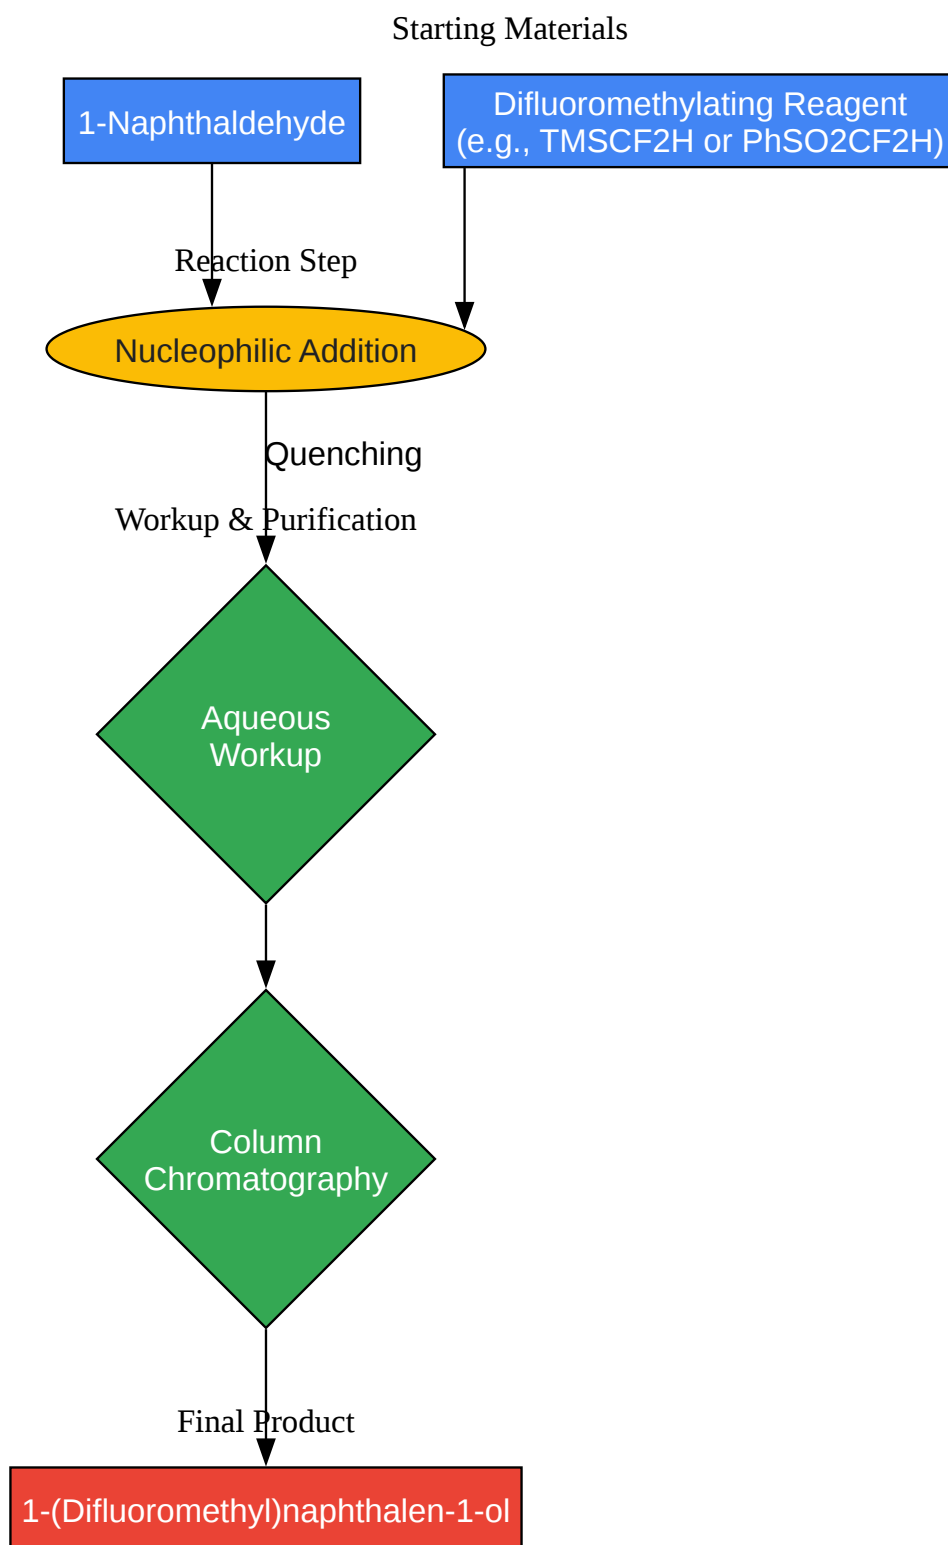 Starting Materials
1-Naphthaldehyde
Difluoromethylating Reagent
(e.g., TMSCF2H or PhSO2CF2H)
Reaction Step
Nucleophilic Addition
Quenching
Workup & Purification
Aqueous
Workup
Column
Chromatography
Final Product
1-(Difluoromethyl)naphthalen-1-ol